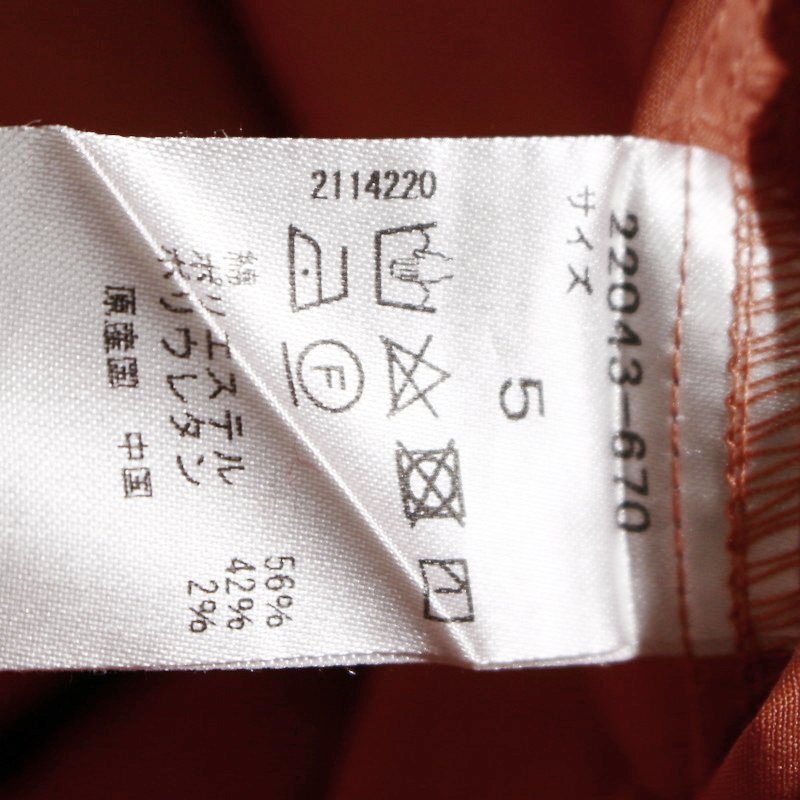 22043-670
サイズ 5
2114220
F
綿 56%
ポリエステル 42%
ポリウレタン 2%
原産国 中国